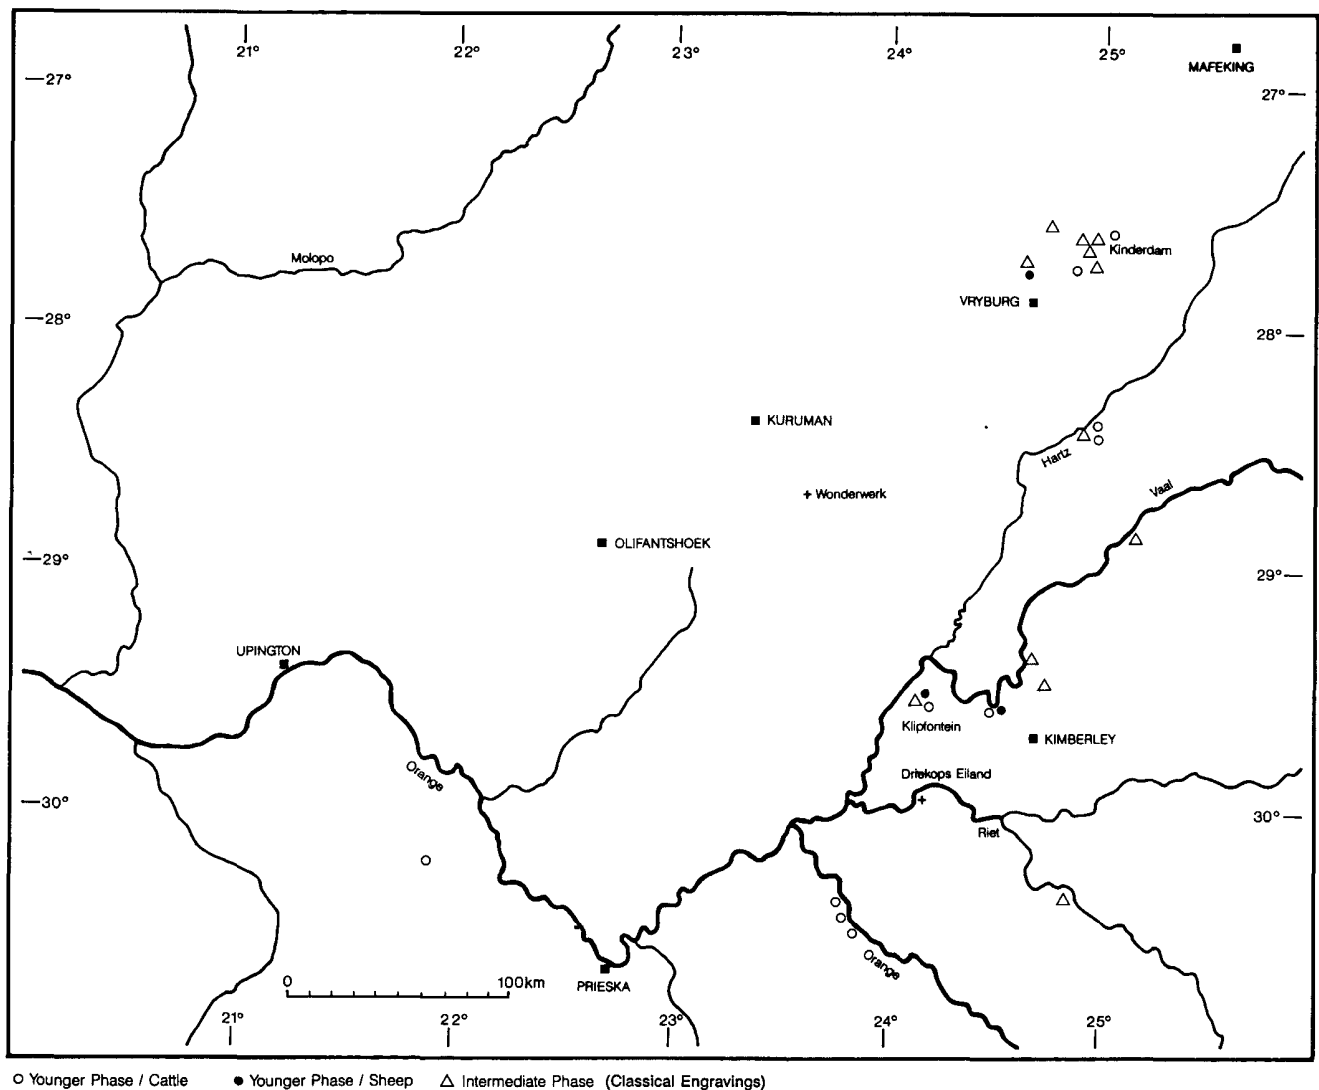 21° 22° 23° 24° 25°
MAFEKING
27° 27°
Molopo
Kinderdam
VRYBURG
28° 28°
KURUMAN
Hartz
Vaal
Wonderwerk
OLIFANTSHOEK
29° 29°
UPINGTON
Klipfontein
KIMBERLEY
Orange
Driekops Eiland
30° 30°
Riet
Orange
0 100km
PRIESKA
21° 22° 23° 24° 25°
Younger Phase / Cattle Younger Phase / Sheep Intermediate Phase (Classical Engravings)